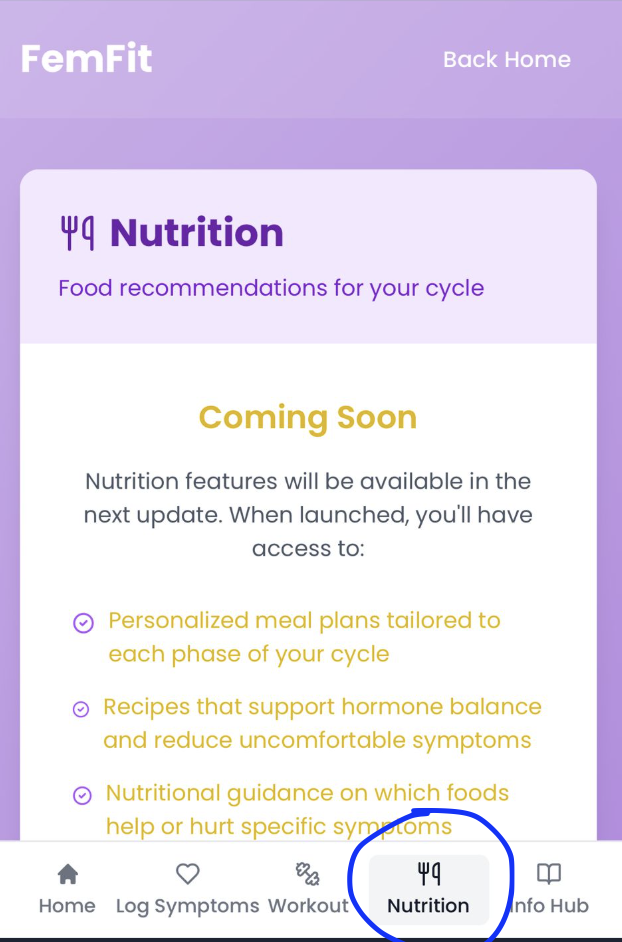 FemFit
Back Home
Nutrition
Food recommendations for your cycle
Coming Soon
Nutrition features will be available in the
next update. When launched, you'll have
access to:
Personalized meal plans tailored to
each phase of your cycle
Recipes that support hormone balance
and reduce uncomfortable symptoms
Nutritional guidance on which foods
help or hurt specific symptoms
Home
Log Symptoms
Workout
Nutrition
Info Hub